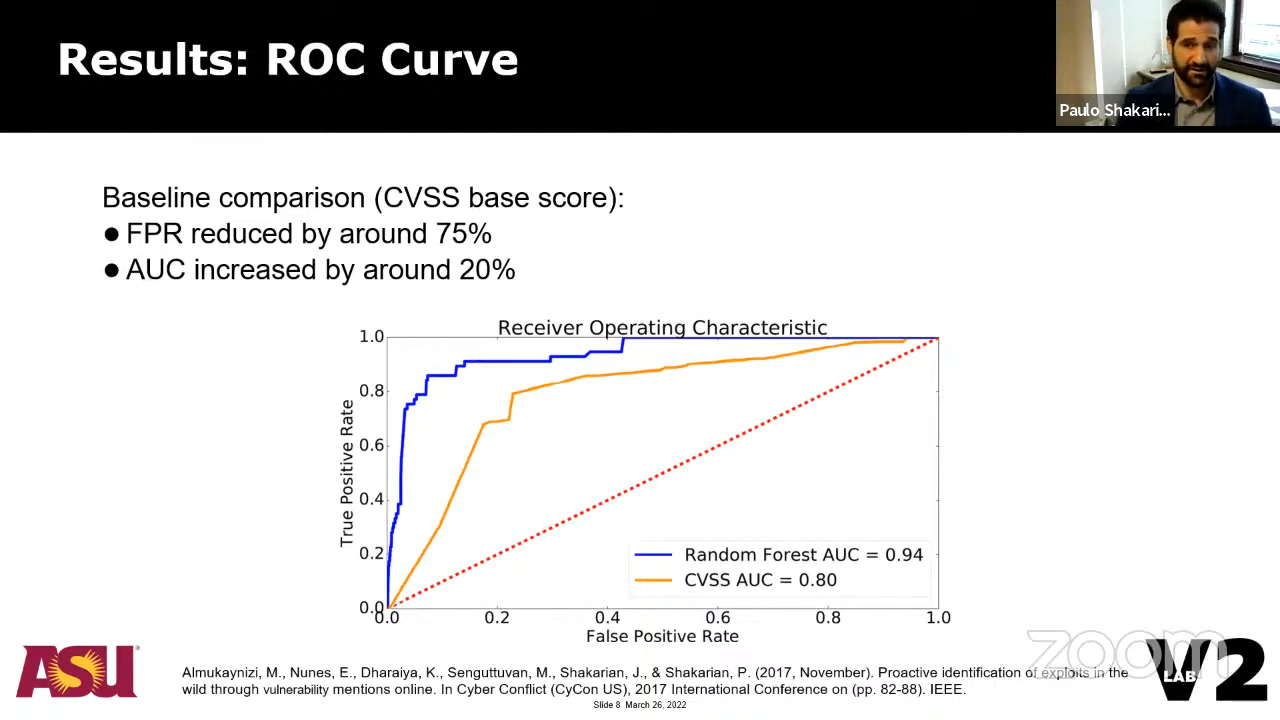 Results: ROC Curve
Paulo Shakari...
Baseline comparison (CVSS base score):
● FPR reduced by around 75%
● AUC increased by around 20%
Receiver Operating Characteristic
1.0
0.8
0.6
0.4
0.2
0.0
True Positive Rate
Random Forest AUC = 0.94
CVSS AUC = 0.80
0.0 0.2 0.4 0.6 0.8 1.0
False Positive Rate
zoom
ASU
Almukaynizi, M., Nunes, E., Dharaiya, K., Senguttuvan, M., Shakarian, J., & Shakarian, P. (2017, November). Proactive identification of exploits in the
wild through vulnerability mentions online. In Cyber Conflict (CyCon US), 2017 International Conference on (pp. 82-88). IEEE.
V2
LAB.
Slide 8 March 26, 2022